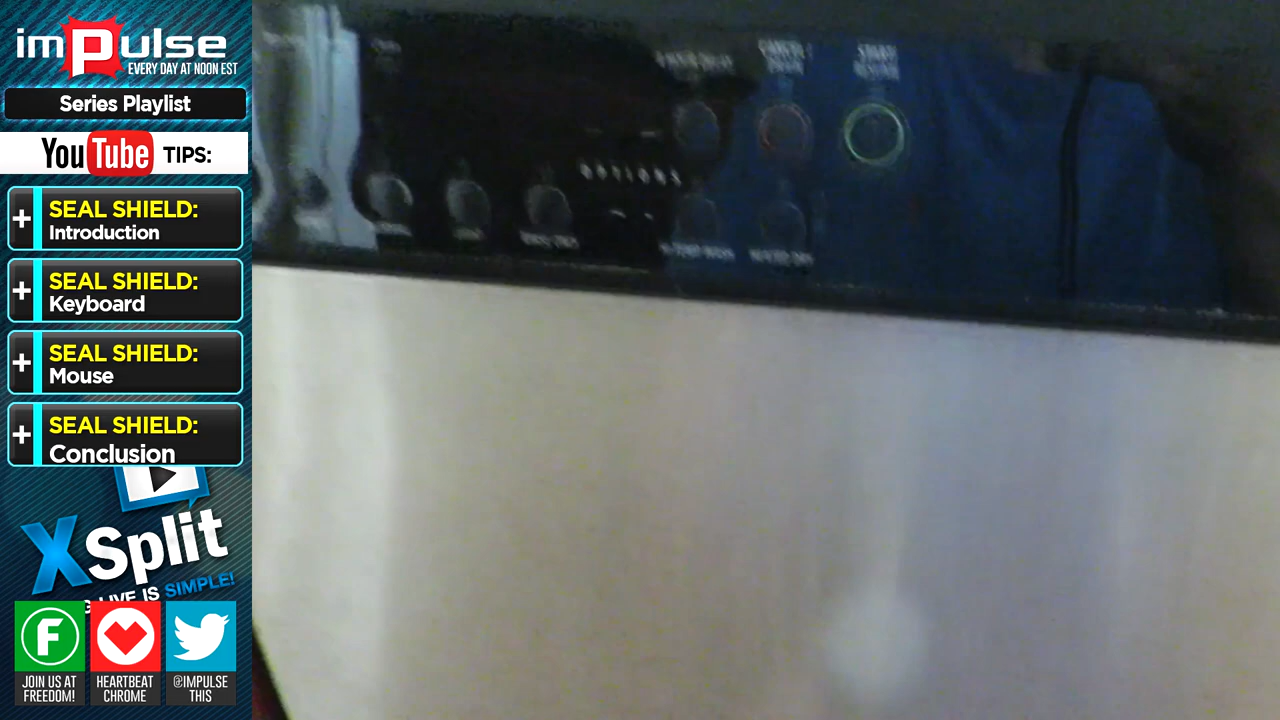 imPulse
EVERY DAY AT NOON EST
Series Playlist
YouTube TIPS:
+ SEAL SHIELD:
Introduction
+ SEAL SHIELD:
Keyboard
+ SEAL SHIELD:
Mouse
+ SEAL SHIELD:
Conclusion
XSplit
LIVE IS SIMPLE!
JOIN US AT
FREEDOM!
HEARTBEAT
CHROME
@IMPULSE
THIS
OPTIONS